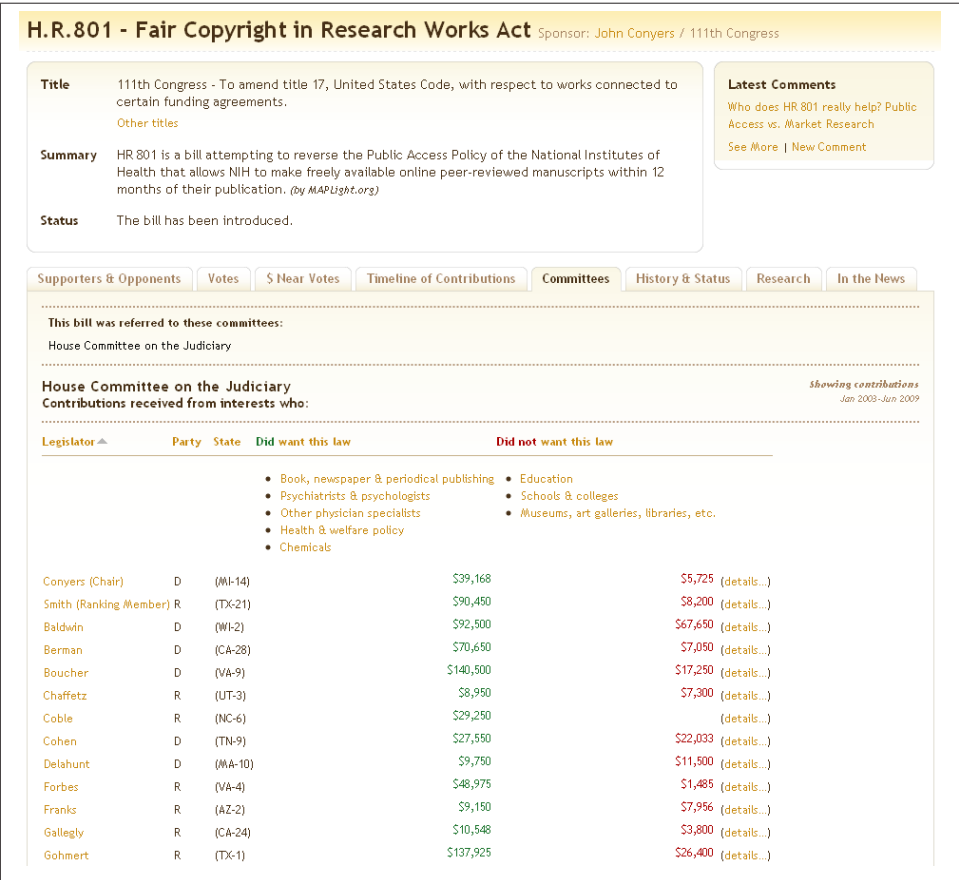 H.R.801 - Fair Copyright in Research Works Act Sponsor: John Conyers / 111th Congress
Title 111th Congress - To amend title 17, United States Code, with respect to works connected to
certain funding agreements.
Other titles
Summary HR 801 is a bill attempting to reverse the Public Access Policy of the National Institutes of
Health that allows NIH to make freely available online peer-reviewed manuscripts within 12
months of their publication. (by MAPLight.org)
Status The bill has been introduced.
Latest Comments
Who does HR 801 really help? Public
Access vs. Market Research
See More | New Comment
Supporters & Opponents Votes $ Near Votes Timeline of Contributions Committees History & Status Research In the News
This bill was referred to these committees:
House Committee on the Judiciary
House Committee on the Judiciary
Contributions received from interests who:
Showing contributions
Jan 2003-Jun 2009
Legislator Party State Did want this law Did not want this law
• Book, newspaper & periodical publishing • Education
• Psychiatrists & psychologists • Schools & colleges
• Other physician specialists • Museums, art galleries, libraries, etc.
• Health & welfare policy
• Chemicals
Conyers (Chair) D (MI-14) $39,168 $5,725 (details...)
Smith (Ranking Member) R (TX-21) $90,450 $8,200 (details...)
Baldwin D (WI-2) $92,500 $67,650 (details...)
Berman D (CA-28) $70,650 $7,050 (details...)
Boucher D (VA-9) $140,500 $17,250 (details...)
Chaffetz R (UT-3) $8,950 $7,300 (details...)
Coble R (NC-6) $29,250 (details...)
Cohen D (TN-9) $27,550 $22,033 (details...)
Delahunt D (MA-10) $9,750 $11,500 (details...)
Forbes R (VA-4) $48,975 $1,485 (details...)
Franks R (AZ-2) $9,150 $7,956 (details...)
Gallegly R (CA-24) $10,548 $3,800 (details...)
Gohmert R (TX-1) $137,925 $26,400 (details...)